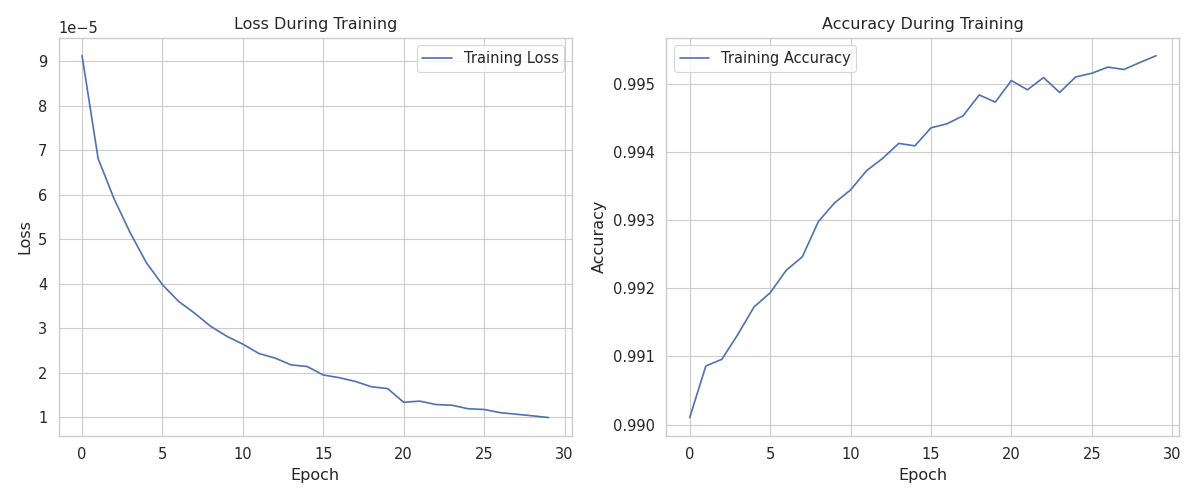 Loss During Training
1e−5
Training Loss
9
8
7
6
5
4
3
2
1
Loss
0 5 10 15 20 25 30
Epoch
Accuracy During Training
Training Accuracy
0.995
0.994
0.993
0.992
0.991
0.990
Accuracy
0 5 10 15 20 25 30
Epoch